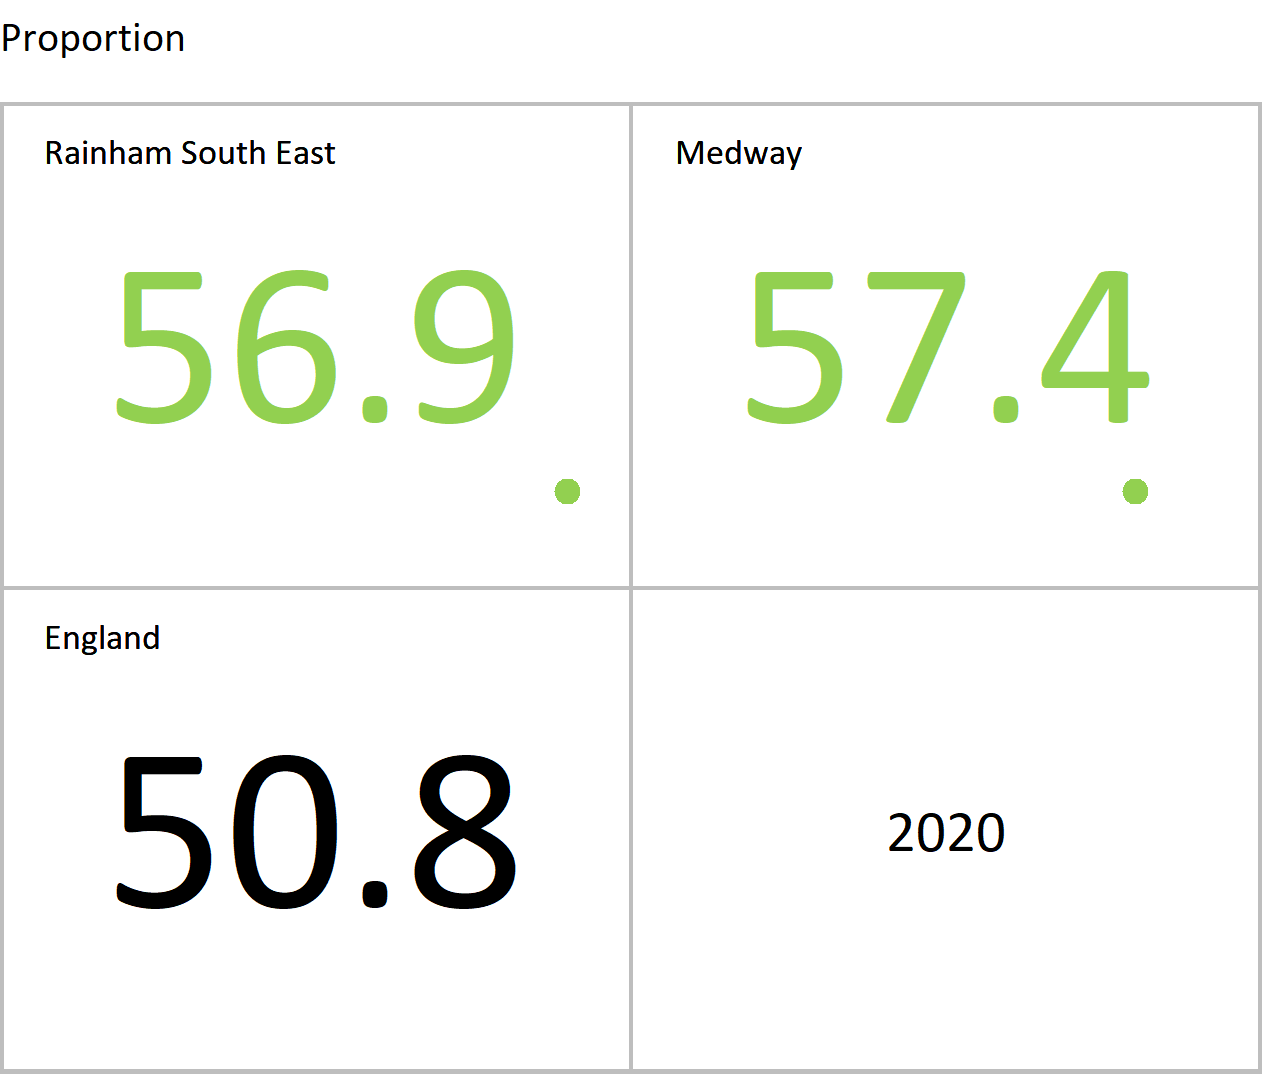 Proportion
Rainham South East
Medway
56.9
57.4
England
50.8
2020